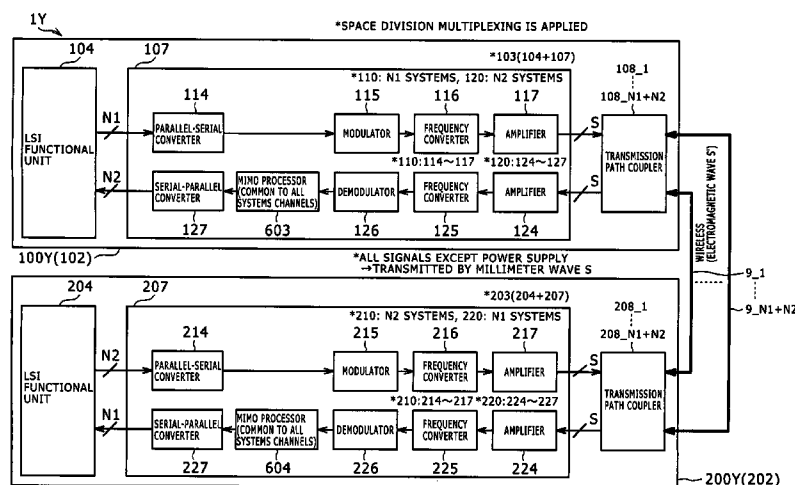 1Y
*SPACE DIVISION MULTIPLEXING IS APPLIED
104
107
*103(104+107)
*110: N1 SYSTEMS, 120: N2 SYSTEMS
108_1
108_N1+N2
114
115
116
117
N1
S
LSI
FUNCTIONAL
UNIT
PARALLEL-SERIAL
CONVERTER
MODULATOR
FREQUENCY
CONVERTER
AMPLIFIER
TRANSMISSION
PATH COUPLER
*110:114~117
*120:124~127
N2
S
SERIAL-PARALLEL
CONVERTER
MIMO PROCESSOR
(COMMON TO ALL
SYSTEMS CHANNELS)
DEMODULATOR
FREQUENCY
CONVERTER
AMPLIFIER
127
603
126
125
124
WIRELESS
(ELECTROMAGNETIC WAVE S')
100Y(102)
*ALL SIGNALS EXCEPT POWER SUPPLY
→TRANSMITTED BY MILLIMETER WAVE S
9_1
9_N1+N2
204
207
*203(204+207)
*210: N2 SYSTEMS, 220: N1 SYSTEMS
208_1
208_N1+N2
214
215
216
217
N2
S
LSI
FUNCTIONAL
UNIT
PARALLEL-SERIAL
CONVERTER
MODULATOR
FREQUENCY
CONVERTER
AMPLIFIER
TRANSMISSION
PATH COUPLER
*210:214~217
*220:224~227
N1
S
SERIAL-PARALLEL
CONVERTER
MIMO PROCESSOR
(COMMON TO ALL
SYSTEMS CHANNELS)
DEMODULATOR
FREQUENCY
CONVERTER
AMPLIFIER
227
604
226
225
224
200Y(202)